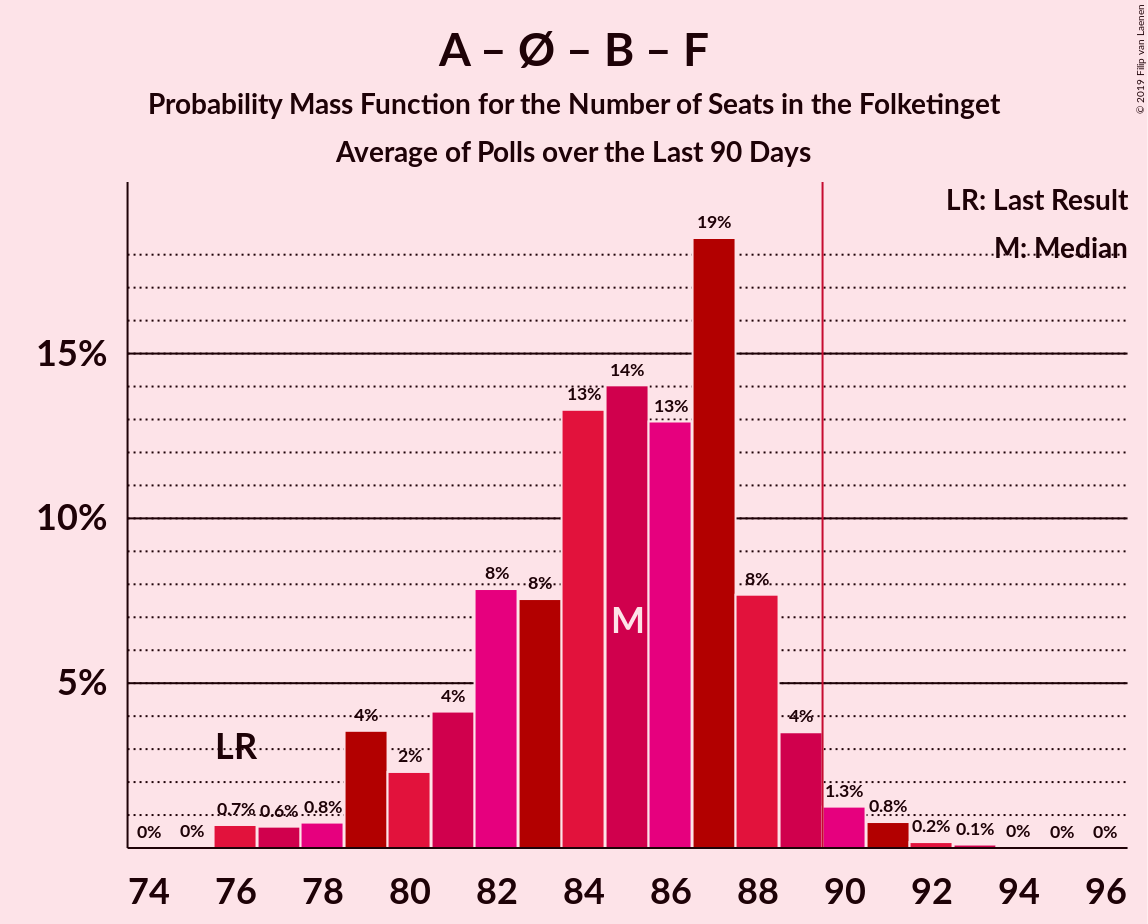 A – Ø – B – F
Probability Mass Function for the Number of Seats in the Folketinget
Average of Polls over the Last 90 Days
© 2019 Filip van Laenen
LR: Last Result
M: Median
15%
10%
5%
0% 0% 0.7% 0.6% 0.8% 4% 2% 4% 8% 8% 13% 14% 13% 19% 8% 4% 1.3% 0.8% 0.2% 0.1% 0% 0% 0%
LR
M
74 76 78 80 82 84 86 88 90 92 94 96